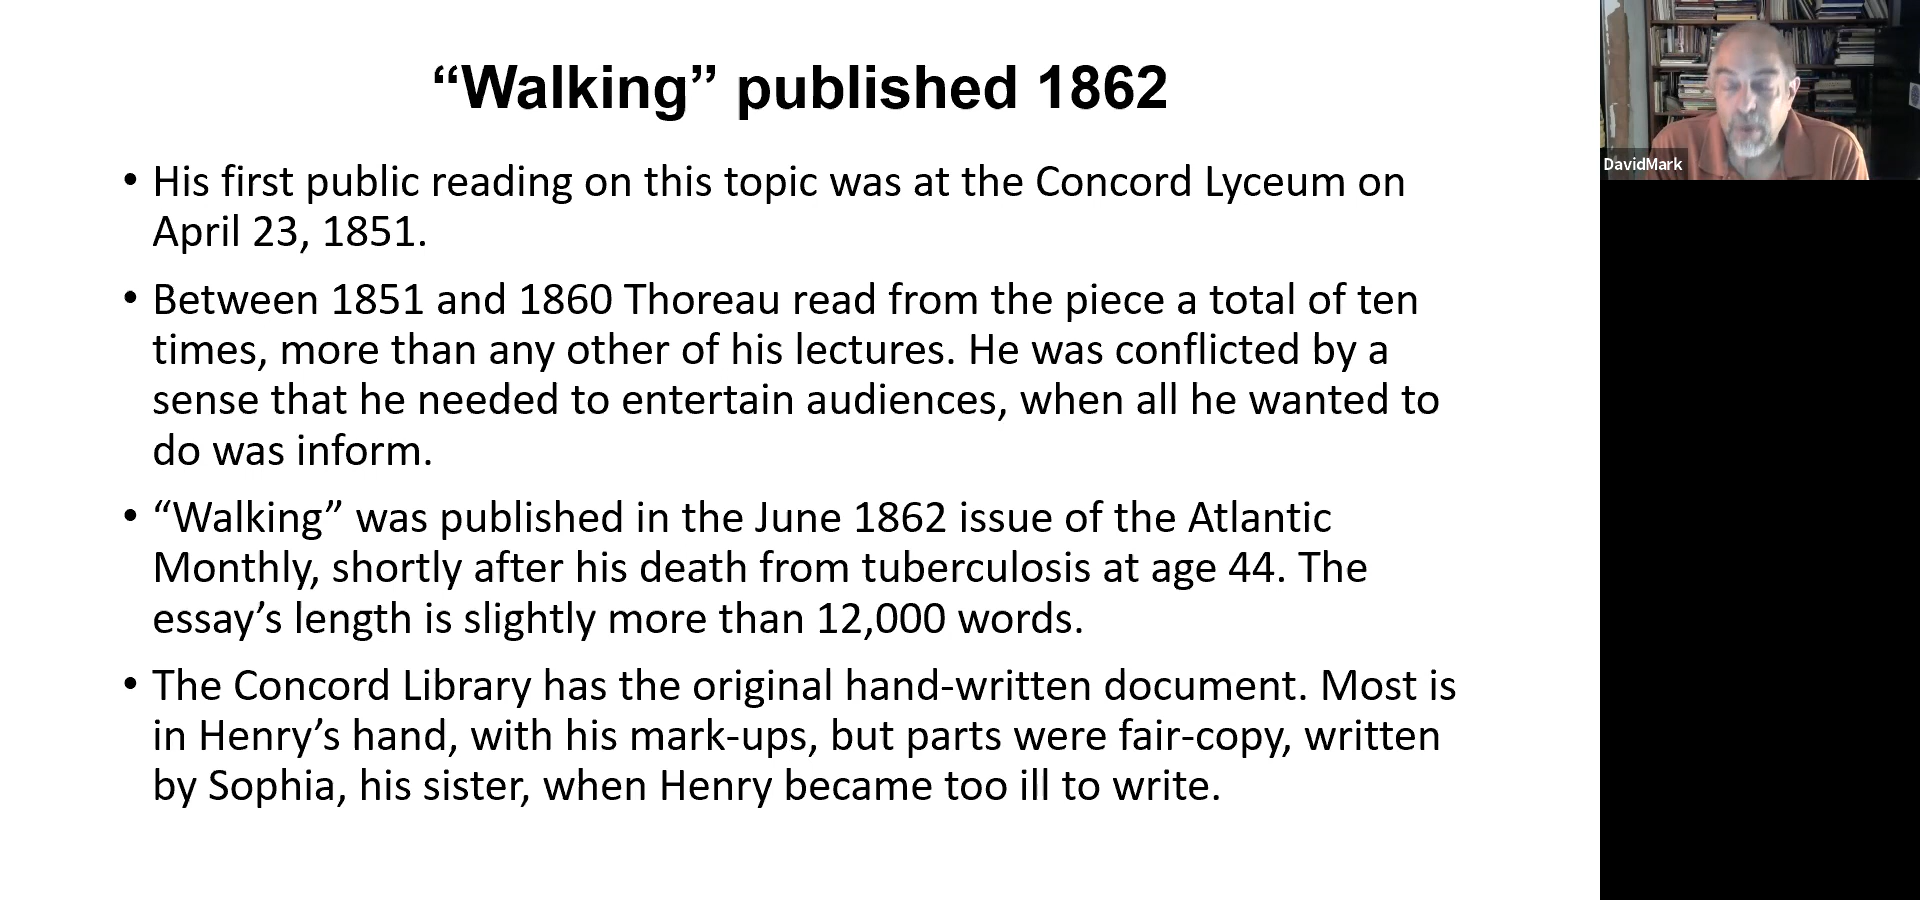 “Walking” published 1862
• His first public reading on this topic was at the Concord Lyceum on
April 23, 1851.
• Between 1851 and 1860 Thoreau read from the piece a total of ten
times, more than any other of his lectures. He was conflicted by a
sense that he needed to entertain audiences, when all he wanted to
do was inform.
• “Walking” was published in the June 1862 issue of the Atlantic
Monthly, shortly after his death from tuberculosis at age 44. The
essay’s length is slightly more than 12,000 words.
• The Concord Library has the original hand-written document. Most is
in Henry’s hand, with his mark-ups, but parts were fair-copy, written
by Sophia, his sister, when Henry became too ill to write.
DavidMark